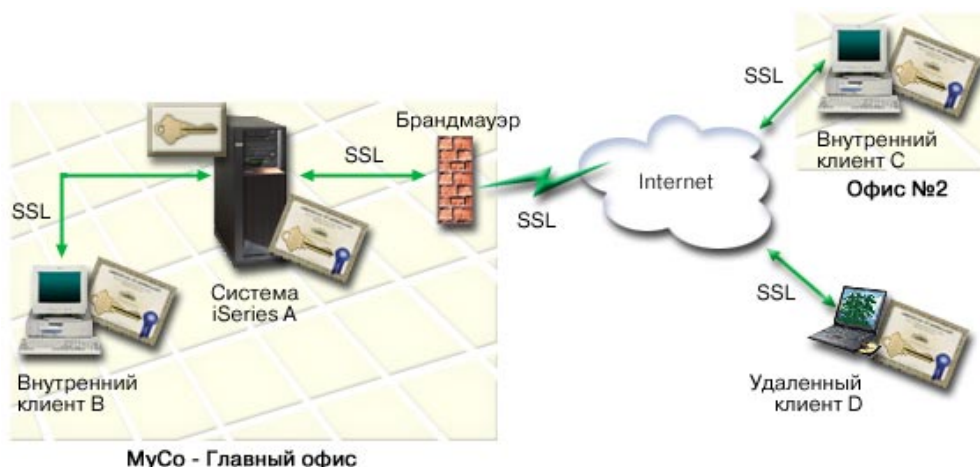 SSL
Внутренний
клиент C
Офис №2
Брандмауэр
SSL
Internet
SSL
SSL
SSL
Система
iSeries A
Внутренний
клиент B
Удаленный
клиент D
MyCo - Главный офис